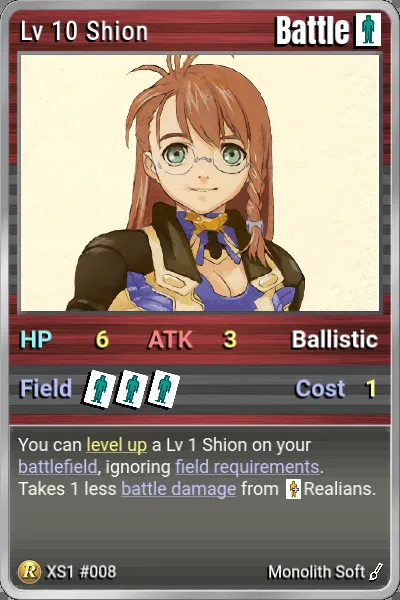 Lv 10 Shion
Battle
HP 6 ATK 3 Ballistic
Field Cost 1
You can level up a Lv 1 Shion on your
battlefield, ignoring field requirements.
Takes 1 less battle damage from Realians.
R XS1 #008 Monolith Soft